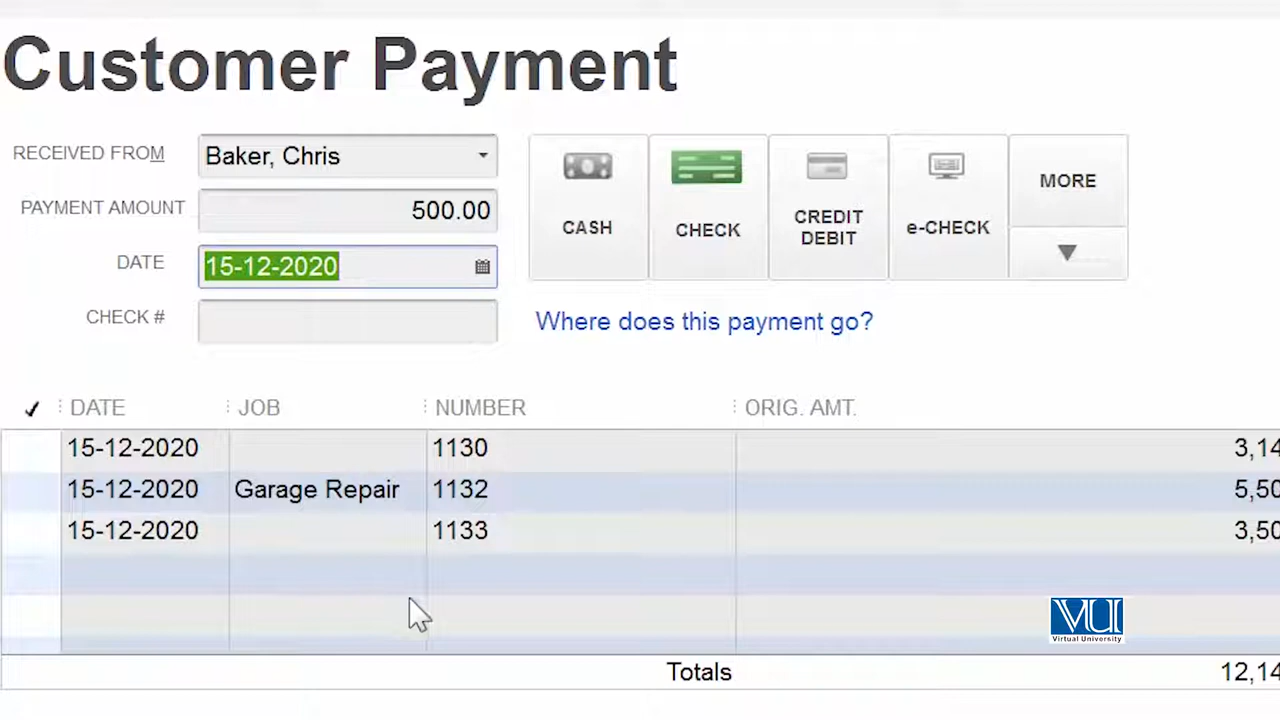 Customer Payment
RECEIVED FROM Baker, Chris
PAYMENT AMOUNT 500.00
DATE 15-12-2020
CHECK #
CASH
CHECK
CREDIT
DEBIT
e-CHECK
MORE
Where does this payment go?
DATE JOB NUMBER ORIG. AMT.
15-12-2020 1130 3,14
15-12-2020 Garage Repair 1132 5,50
15-12-2020 1133 3,50
Totals 12,14
VU
Virtual University